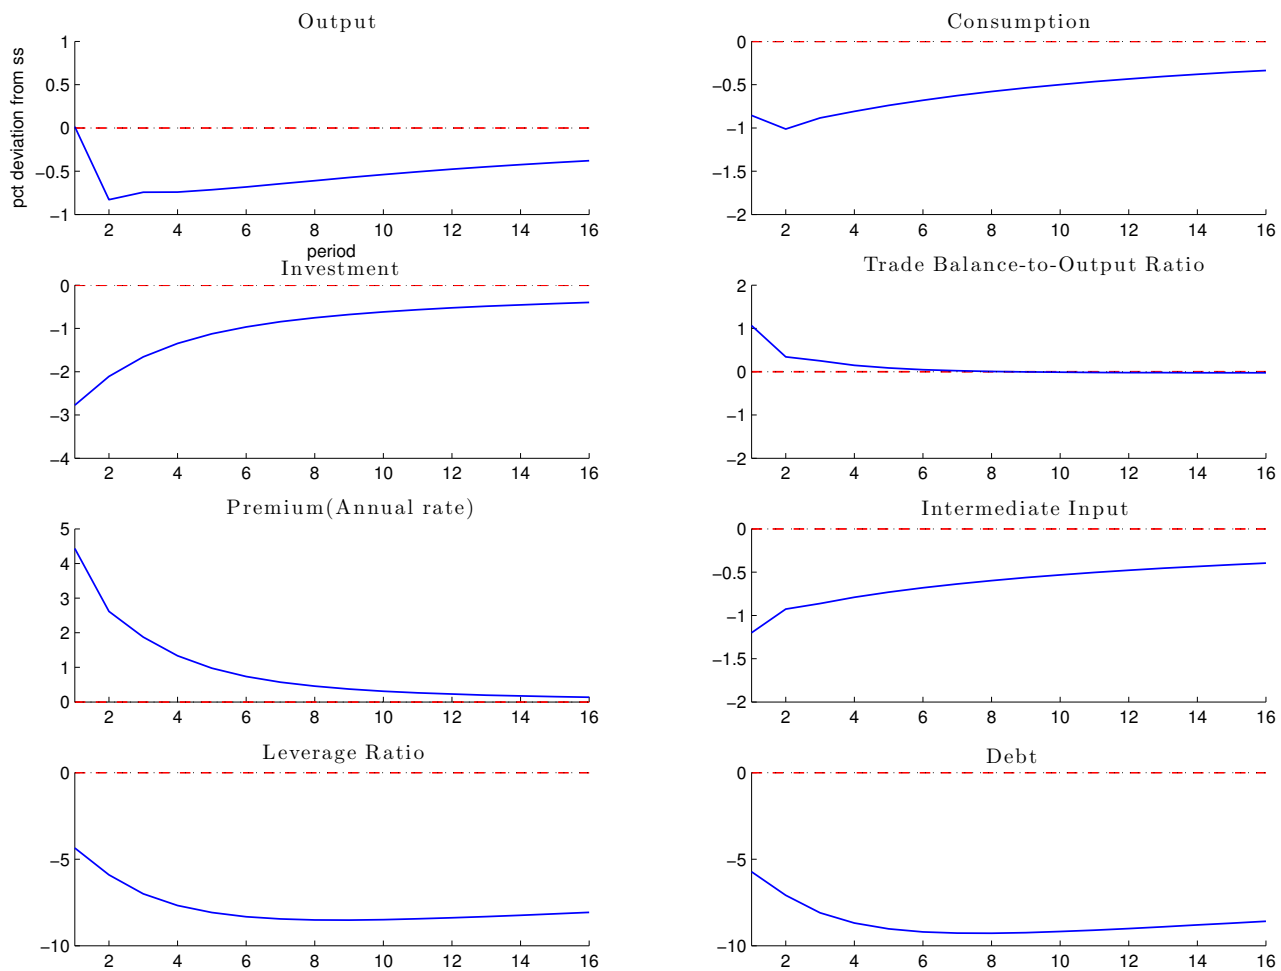 Output
pct deviation from ss
1
0.5
0
−0.5
−1
2 4 6 8 10 12 14 16
period
Consumption
0
−0.5
−1
−1.5
−2
2 4 6 8 10 12 14 16
Investment
0
−1
−2
−3
−4
2 4 6 8 10 12 14 16
Trade Balance-to-Output Ratio
2
1
0
−1
−2
2 4 6 8 10 12 14 16
Premium(Annual rate)
5
4
3
2
1
0
2 4 6 8 10 12 14 16
Intermediate Input
0
−0.5
−1
−1.5
−2
2 4 6 8 10 12 14 16
Leverage Ratio
0
−5
−10
2 4 6 8 10 12 14 16
Debt
0
−5
−10
2 4 6 8 10 12 14 16